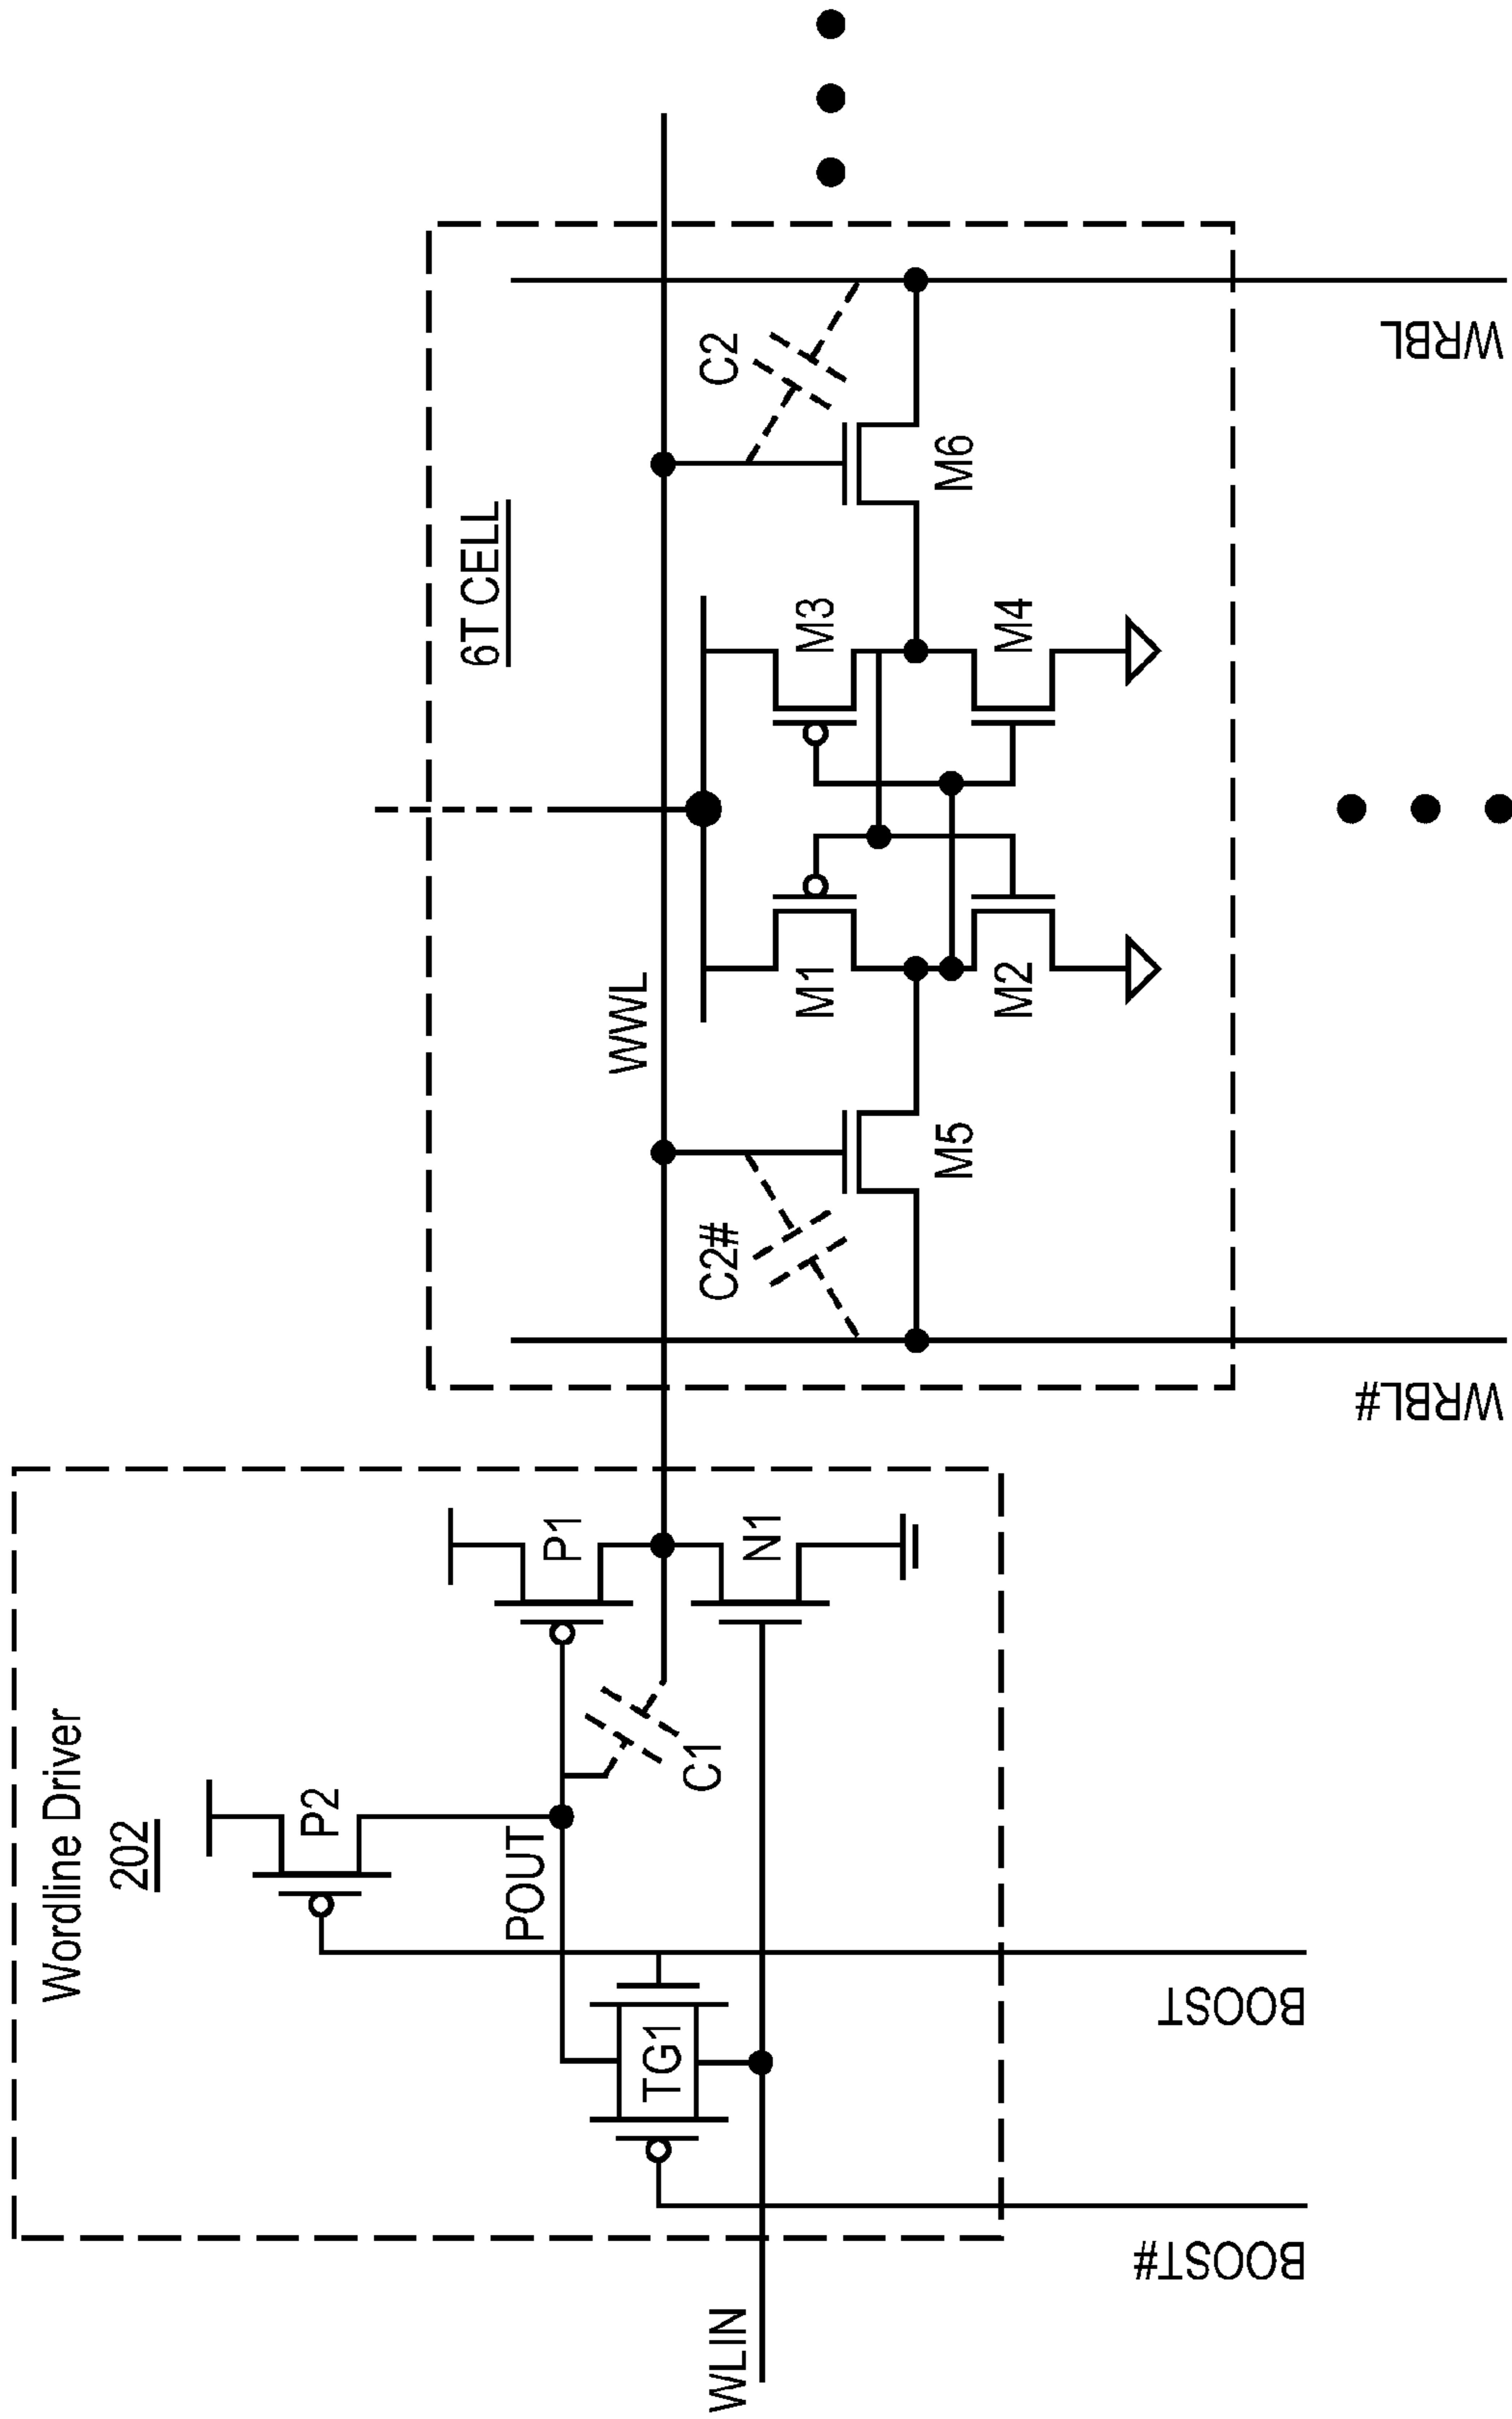 Wordline Driver
202
P2
POUT
P1
C1
N1
TG1
WLIN
BOOST#
BOOST
6T CELL
WWL
C2#
C2
M1
M3
M5
M2
M4
M6
WRBL#
WRBL